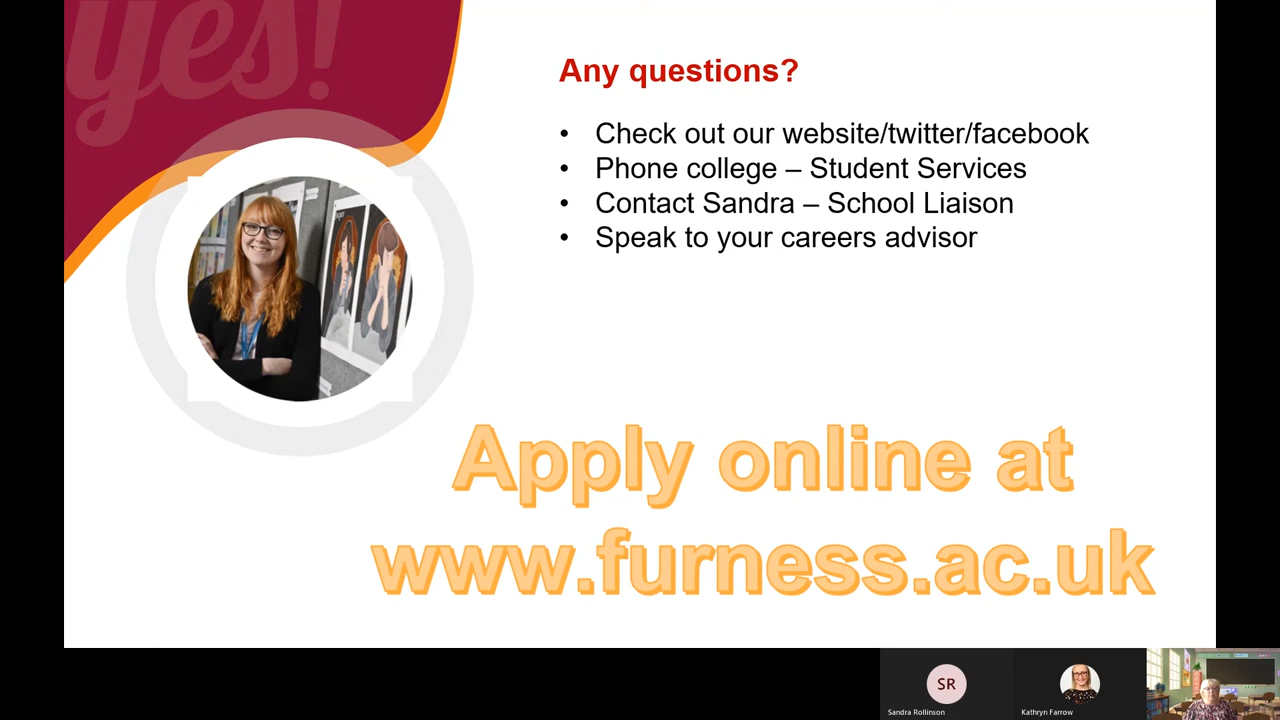 yes!
Any questions?
• Check out our website/twitter/facebook
• Phone college – Student Services
• Contact Sandra – School Liaison
• Speak to your careers advisor
Apply online at
www.furness.ac.uk
SR
Sandra Rollinson
Kathryn Farrow